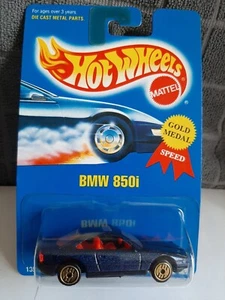 For ages over 3 years.
DIE CAST METAL PARTS.
Hot Wheels
MATTEL
GOLD
MEDAL
SPEED
BMW 850i
BMW 850i